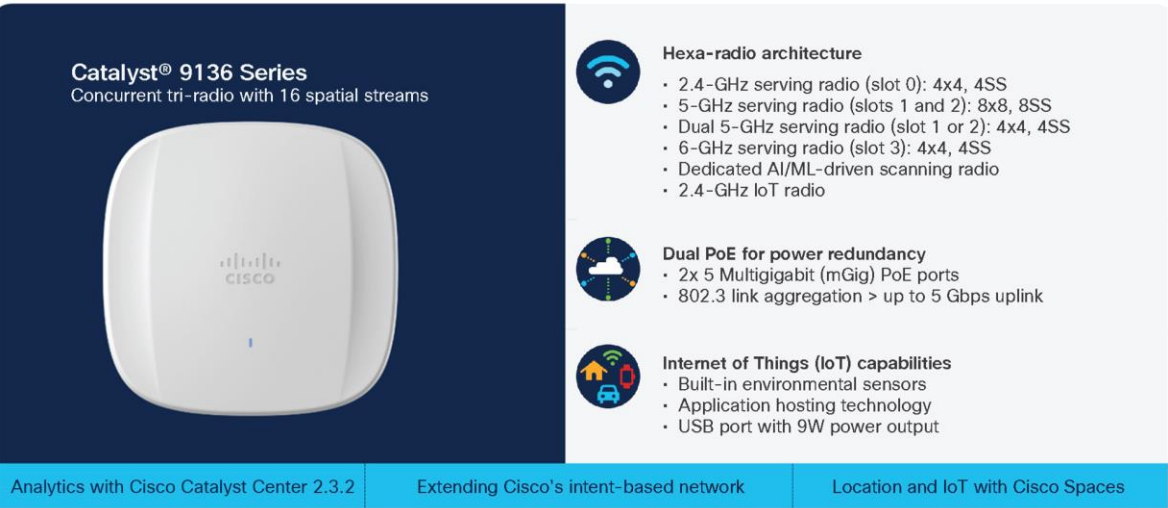 Catalyst® 9136 Series
Concurrent tri-radio with 16 spatial streams
CISCO
Hexa-radio architecture
• 2.4-GHz serving radio (slot 0): 4x4, 4SS
• 5-GHz serving radio (slots 1 and 2): 8x8, 8SS
• Dual 5-GHz serving radio (slot 1 or 2): 4x4, 4SS
• 6-GHz serving radio (slot 3): 4x4, 4SS
• Dedicated AI/ML-driven scanning radio
• 2.4-GHz IoT radio
Dual PoE for power redundancy
• 2x 5 Multigigabit (mGig) PoE ports
• 802.3 link aggregation > up to 5 Gbps uplink
Internet of Things (IoT) capabilities
• Built-in environmental sensors
• Application hosting technology
• USB port with 9W power output
Analytics with Cisco Catalyst Center 2.3.2
Extending Cisco's intent-based network
Location and IoT with Cisco Spaces